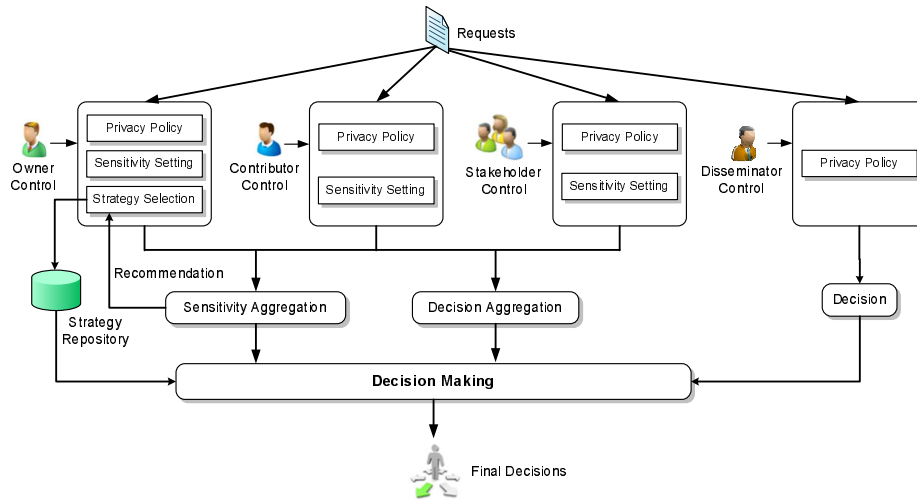 Requests
Privacy Policy
Sensitivity Setting
Strategy Selection
Owner
Control
Privacy Policy
Sensitivity Setting
Contributor
Control
Privacy Policy
Sensitivity Setting
Stakeholder
Control
Privacy Policy
Disseminator
Control
Recommendation
Strategy
Repository
Sensitivity Aggregation
Decision Aggregation
Decision
Decision Making
Final Decisions